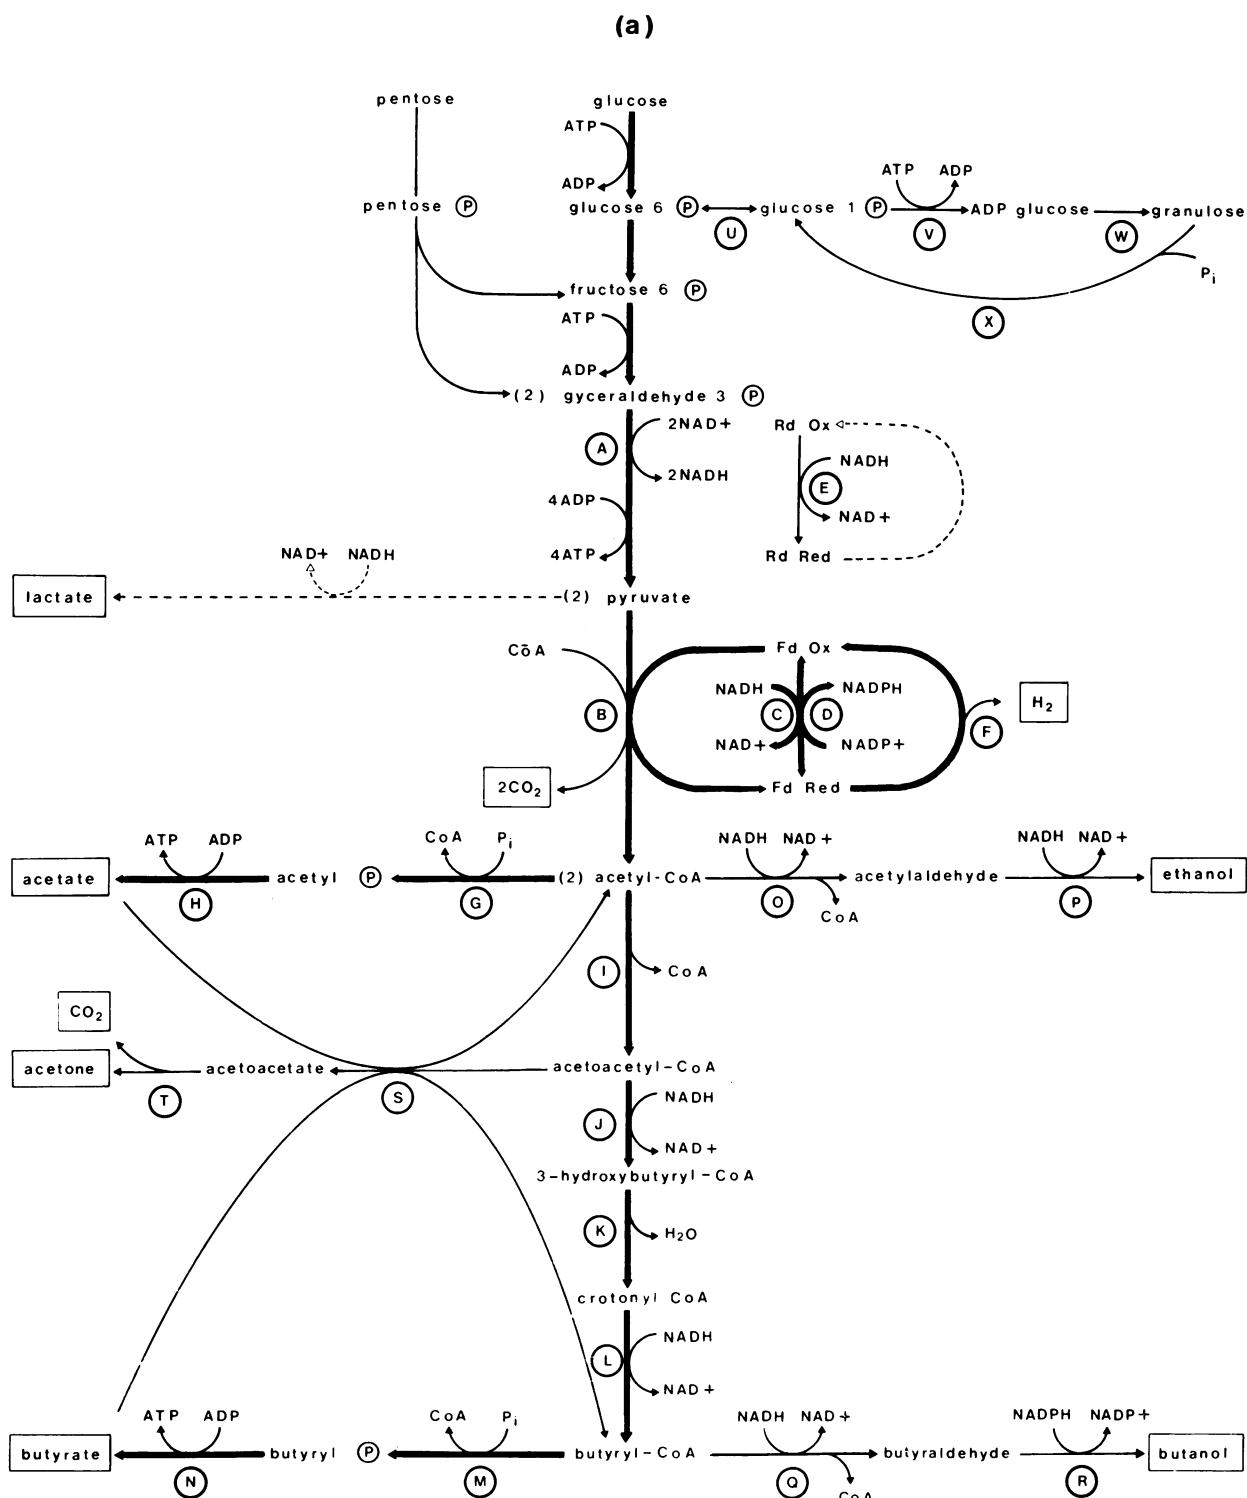 (a)
pentose glucose
ATP
ADP
ATP ADP
pentose P glucose 6 P glucose 1 P ADP glucose granulose
U V W
Pi
fructose 6 P
ATP
X
ADP
(2) gyceraldehyde 3 P
2NAD+ Rd Ox
A
NADH
2NADH
E
4ADP
NAD+
4ATP Rd Red
NAD+ NADH
lactate (2) pyruvate
CoA Fd Ox
NADH NADPH H2
B C D F
NAD+ NADP+
2CO2 Fd Red
ATP ADP CoA Pi NADH NAD+ NADH NAD+
acetate acetyl P (2) acetyl-CoA acetylaldehyde ethanol
H G O P
CoA
I CoA
CO2
acetone acetoacetate acetoacetyl-CoA
T S NADH
J
NAD+
3-hydroxybutyryl-CoA
K H2O
crotonyl CoA
NADH
L
NAD+
ATP ADP CoA Pi NADH NAD+ NADPH NADP+
butyrate butyryl P butyryl-CoA butyraldehyde butanol
N M Q R
CoA